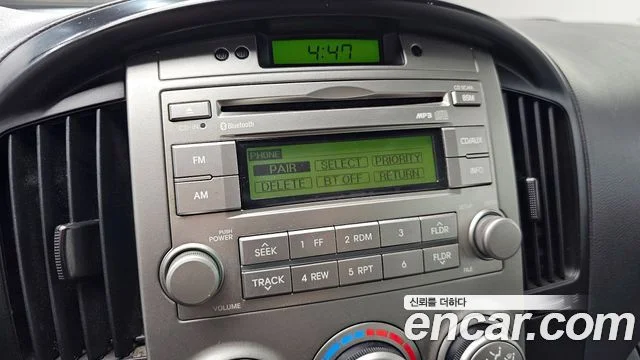 4:47
CD SCAN
BSM
CD-IN
Bluetooth
MP3
PHONE
PAIR SELECT PRIORITY
DELETE BT OFF RETURN
FM
AM
CD/AUX
INFO
PUSH
POWER
VOLUME
SEEK
TRACK
1 FF 2 RDM 3
4 REW 5 RPT 6
FLDR
FLDR
FILE
신뢰를 더하다
encar.com